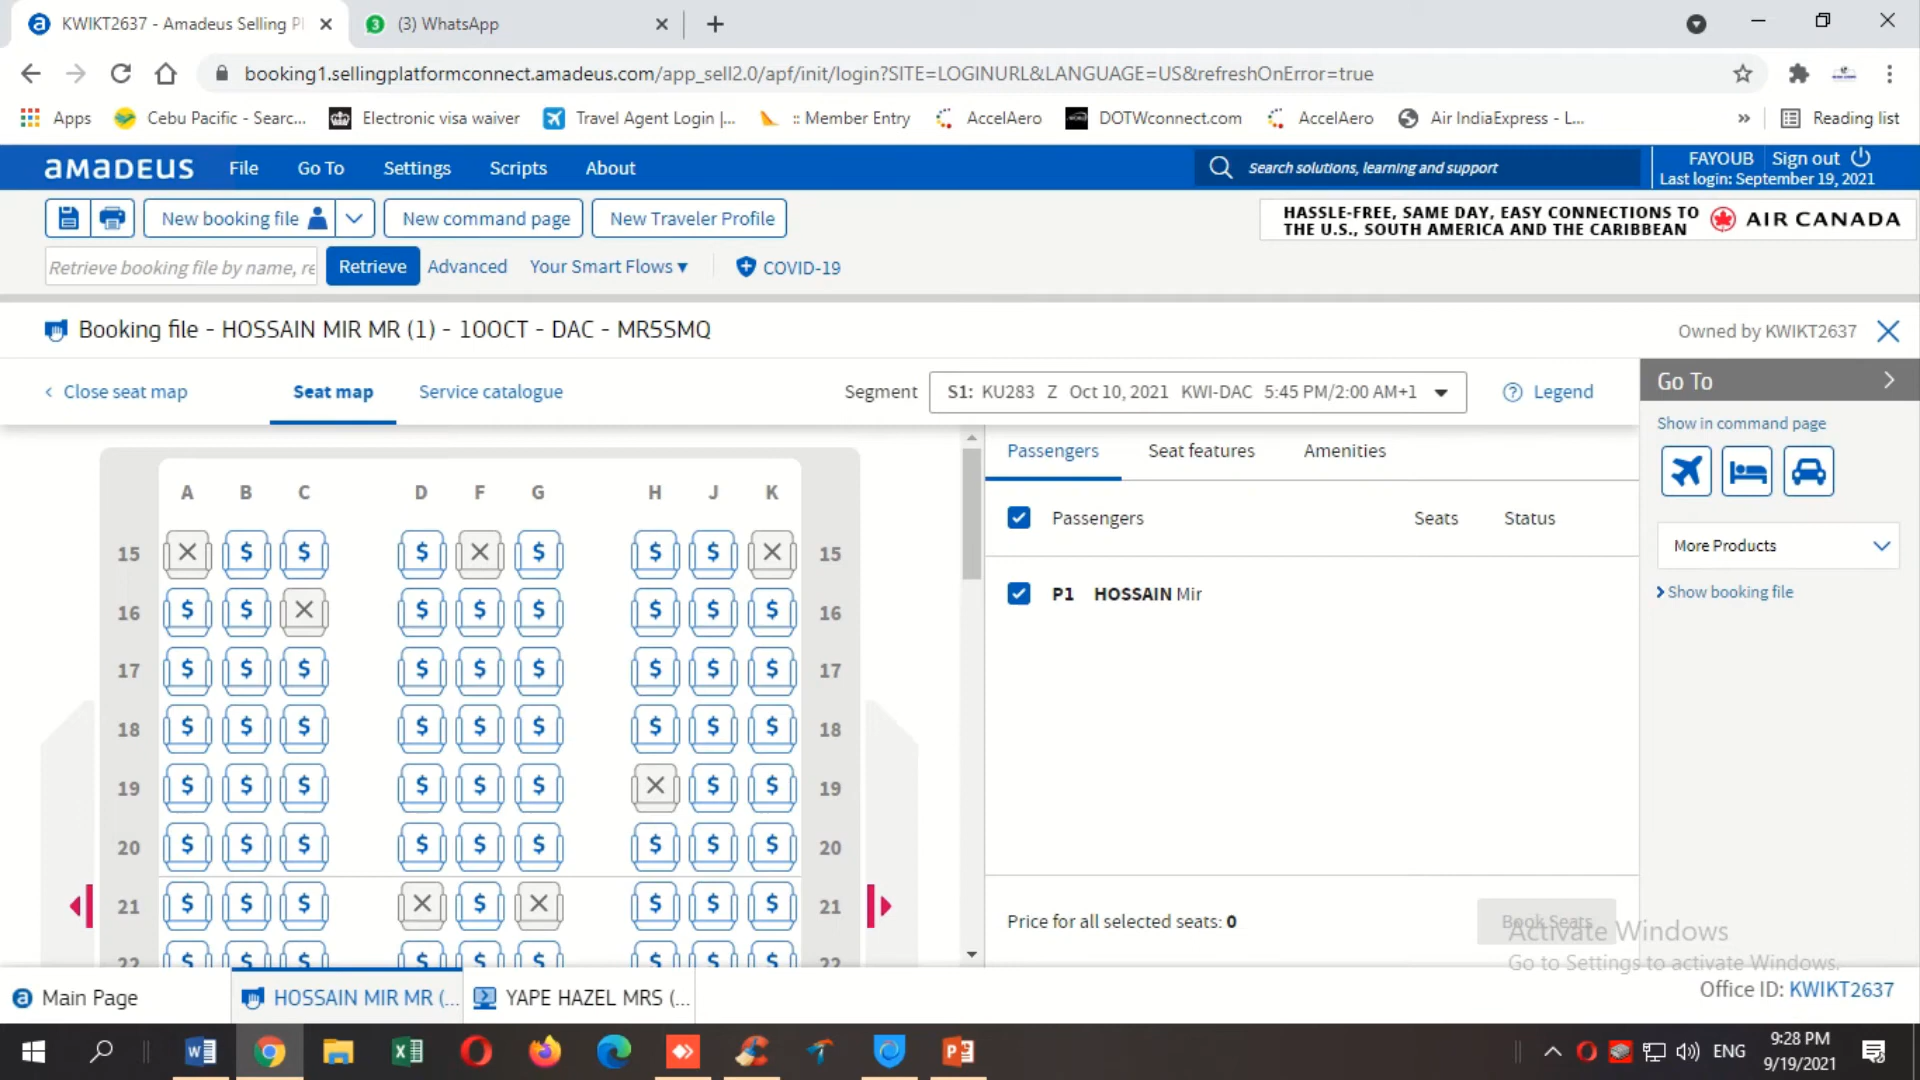 KWIKT2637 - Amadeus Selling Pl
3 (3) WhatsApp
booking1.sellingplatformconnect.amadeus.com/app_sell2.0/apf/init/login?SITE=LOGINURL&LANGUAGE=US&refreshOnError=true
Apps Cebu Pacific - Searc... Electronic visa waiver Travel Agent Login |... :: Member Entry AccelAero DOTWconnect.com AccelAero Air IndiaExpress - L... » Reading list
amadeus File Go To Settings Scripts About Search solutions, learning and support FAYOUB Sign out
Last login: September 19, 2021
New booking file New command page New Traveler Profile
HASSLE-FREE, SAME DAY, EASY CONNECTIONS TO
THE U.S., SOUTH AMERICA AND THE CARIBBEAN
AIR CANADA
Retrieve booking file by name, re Retrieve Advanced Your Smart Flows COVID-19
Booking file - HOSSAIN MIR MR (1) - 10OCT - DAC - MR5SMQ Owned by KWIKT2637
Close seat map Seat map Service catalogue Segment S1: KU283 Z Oct 10, 2021 KWI-DAC 5:45 PM/2:00 AM+1 ? Legend
Go To
Show in command page
More Products
Show booking file
Passengers Seat features Amenities
Passengers Seats Status
P1 HOSSAIN Mir
A B C D F G H J K
15 X $ $ $ X $ $ $ X 15
16 $ $ X $ $ $ $ $ $ 16
17 $ $ $ $ $ $ $ $ $ 17
18 $ $ $ $ $ $ $ $ $ 18
19 $ $ $ $ $ $ X $ $ 19
20 $ $ $ $ $ $ $ $ $ 20
21 $ $ $ X $ X $ $ $ 21
22 $ $ $ $ $ $ $ $ $ 22
Price for all selected seats: 0 Book Seats
Activate Windows
Go to Settings to activate Windows.
Main Page HOSSAIN MIR MR (... YAPE HAZEL MRS (...
Office ID: KWIKT2637
ENG
9:28 PM
9/19/2021